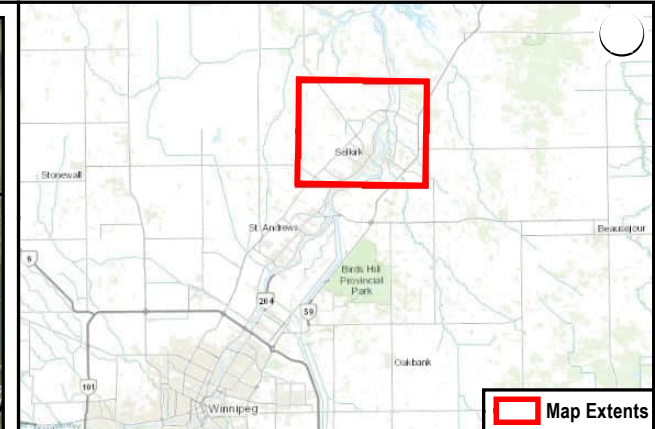 Selkirk
Stonewall
St. Andrews
Beausejour
6
Birds Hill
Provincial
Park
204
59
Oakbank
101
Winnipeg
Map Extents